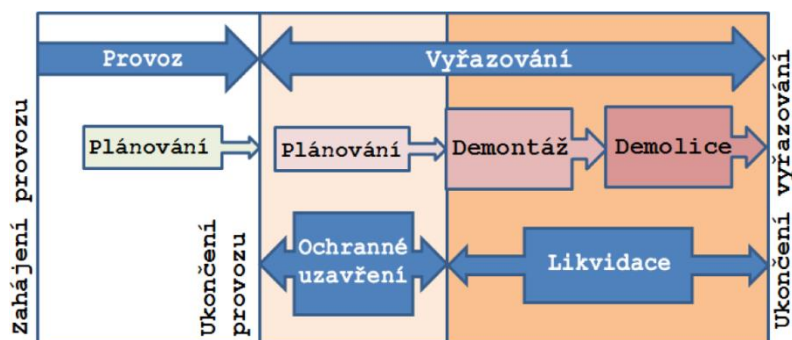 Provoz
Vyřazování
Plánování
Plánování
Demontáž
Demolice
Ochranné
uzavření
Likvidace
Zahájení provozu
Ukončení
provozu
Ukončení vyřazování